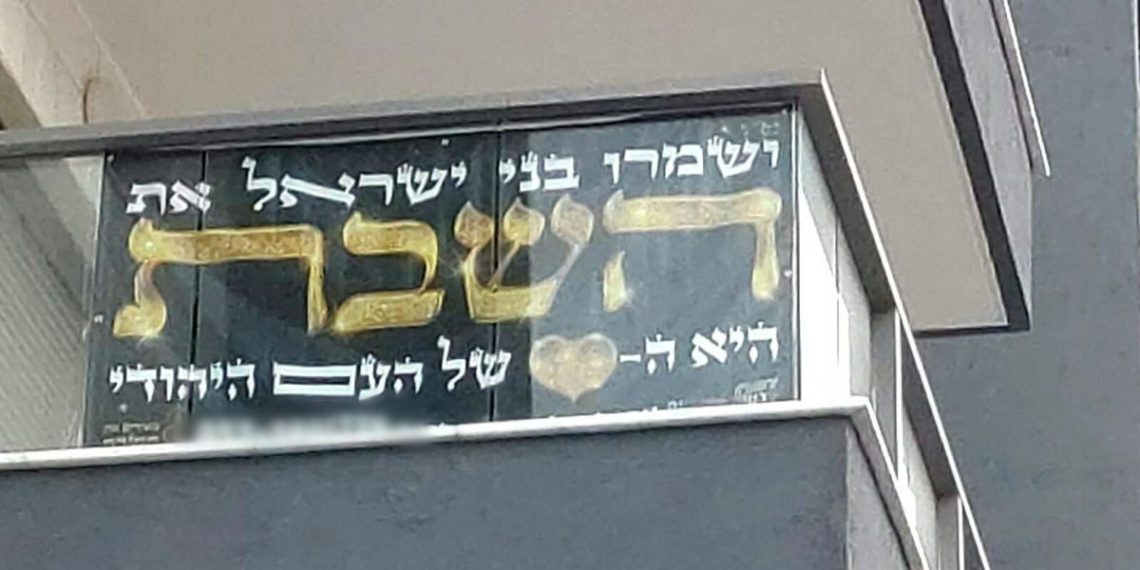 ושמרו בני ישראל את
השבת
היא ה-❤ של העם היהודי